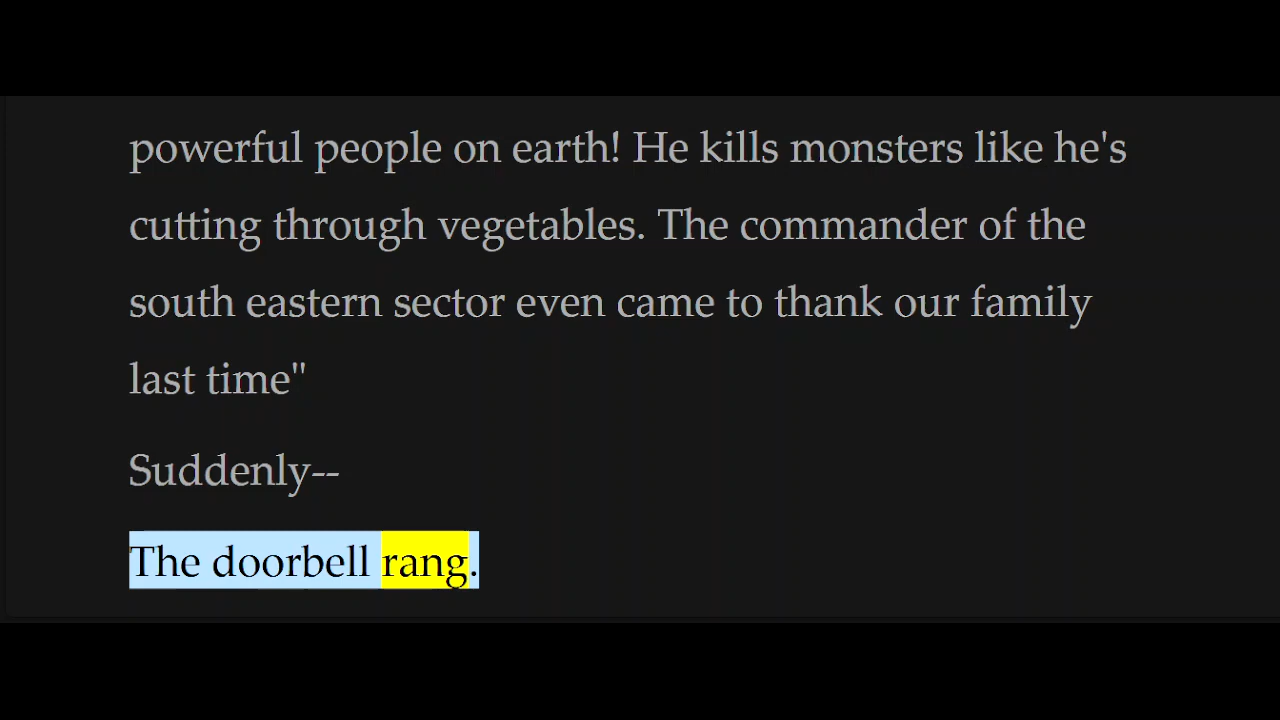 powerful people on earth! He kills monsters like he's
cutting through vegetables. The commander of the
south eastern sector even came to thank our family
last time"
Suddenly--
The doorbell rang.